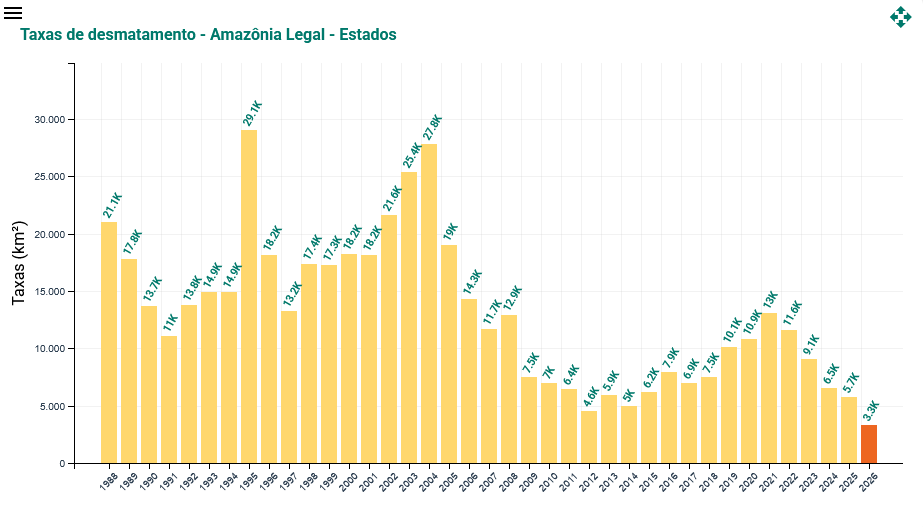 Taxas de desmatamento - Amazônia Legal - Estados
Taxas (km²)
30.000
25.000
20.000
15.000
10.000
5.000
0
21.1K
17.8K
13.7K
11K
13.8K
14.9K
14.9K
29.1K
18.2K
13.2K
17.4K
17.3K
18.2K
18.2K
21.6K
25.4K
27.8K
19K
14.3K
11.7K
12.9K
7.5K
7K
6.4K
4.6K
5.9K
5K
6.2K
7.9K
6.9K
7.5K
10.1K
10.9K
13K
11.6K
9.1K
6.5K
5.7K
3.3K
1988
1989
1990
1991
1992
1993
1994
1995
1996
1997
1998
1999
2000
2001
2002
2003
2004
2005
2006
2007
2008
2009
2010
2011
2012
2013
2014
2015
2016
2017
2018
2019
2020
2021
2022
2023
2024
2025
2026